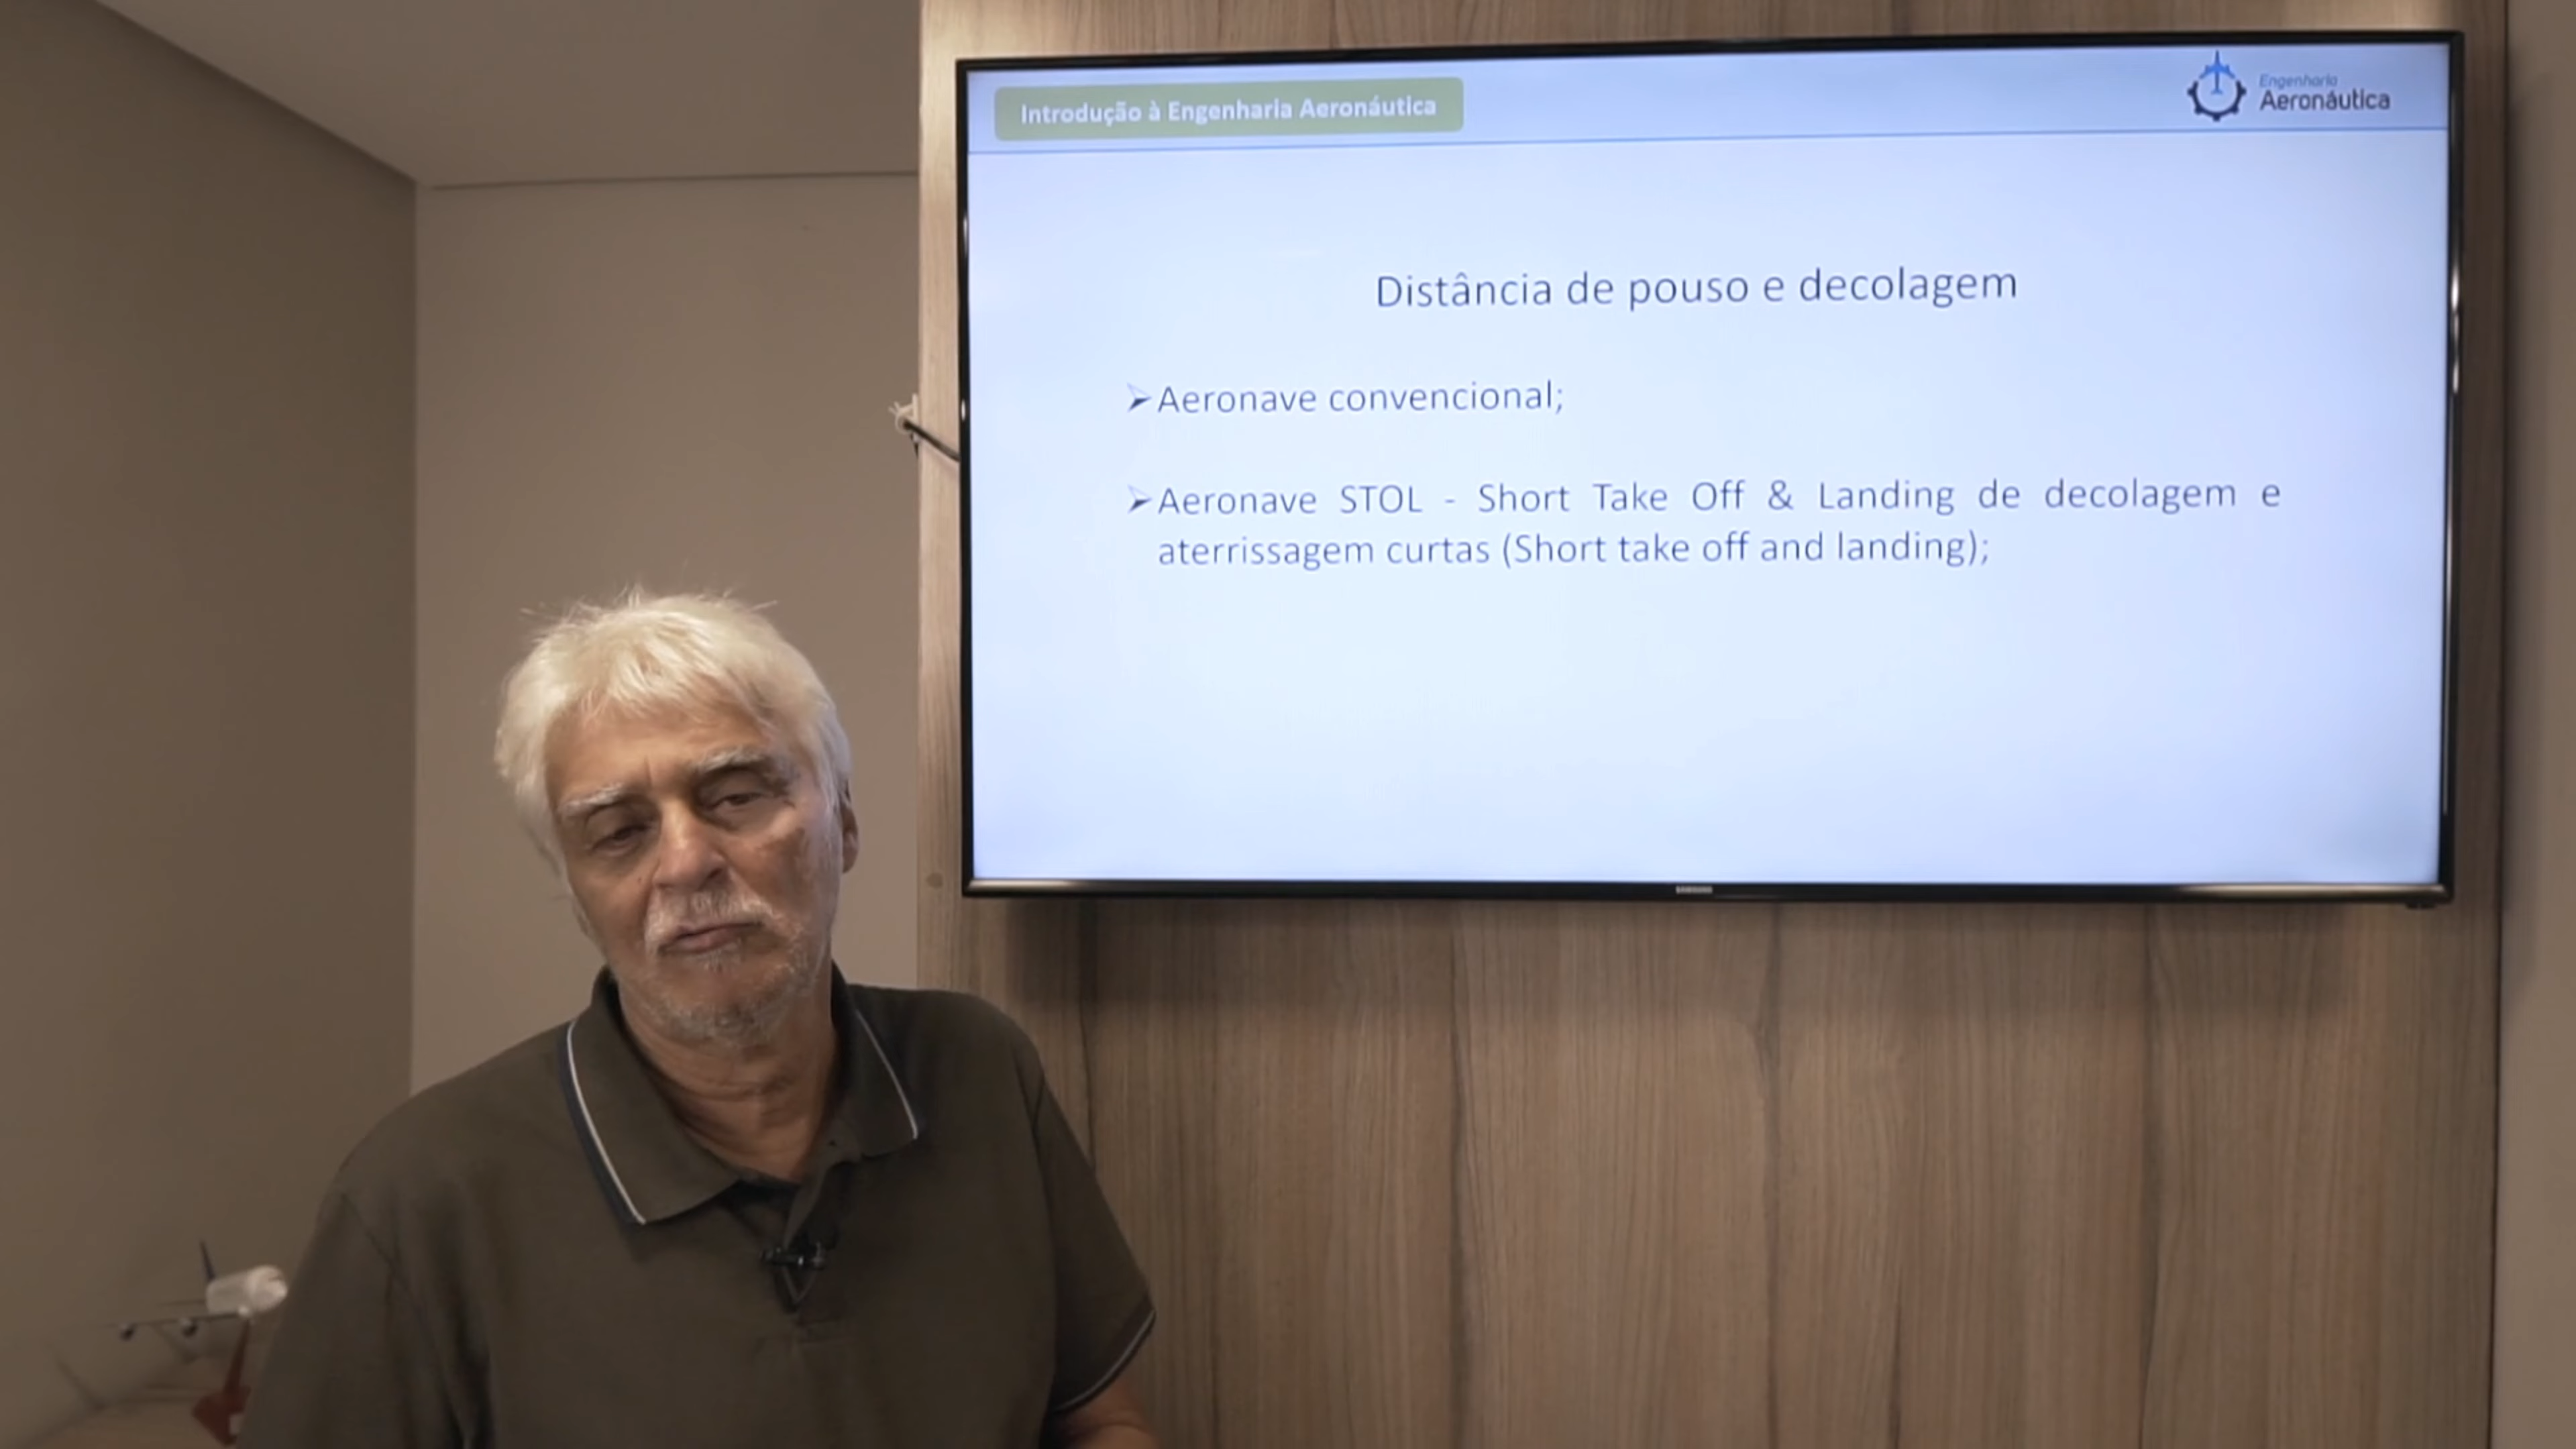 Introdução à Engenharia Aeronáutica
Engenharia
Aeronáutica
Distância de pouso e decolagem
Aeronave convencional;
Aeronave STOL - Short Take Off & Landing de decolagem e
aterrissagem curtas (Short take off and landing);
SAMSUNG